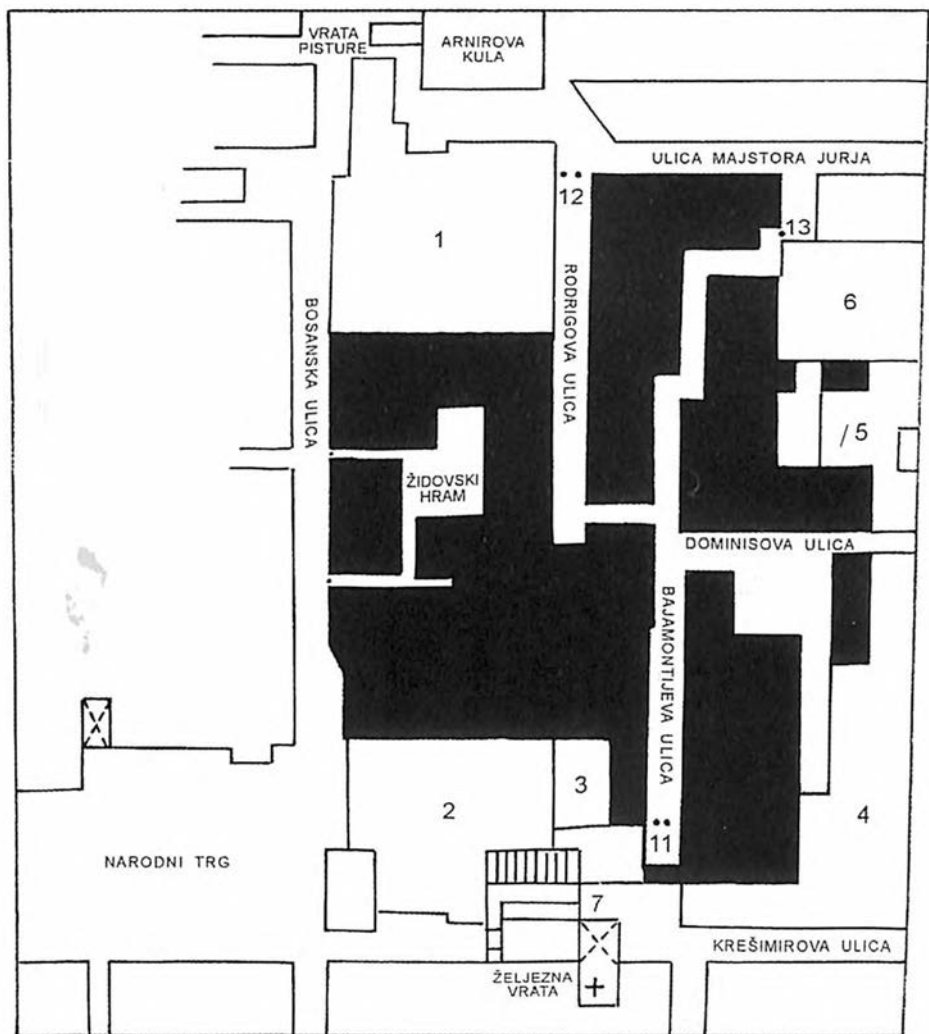 VRATA
PISTURE
ARNIROVA
KULA
ULICA MAJSTORA JURJA
12
13
1
6
RODRIGOVA ULICA
BOSANSKA ULICA
5
ŽIDOVSKI
HRAM
DOMINISOVA ULICA
BAJAMONTIJEVA ULICA
3
2
4
11
NARODNI TRG
7
KREŠIMIROVA ULICA
ŽELJEZNA
VRATA